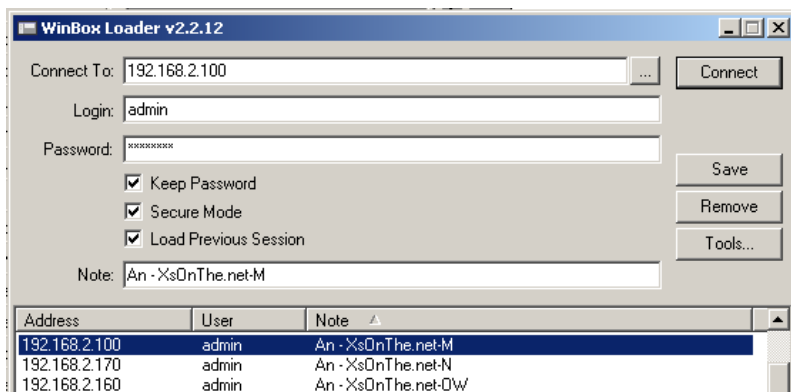 WinBox Loader v2.2.12
Connect To: 192.168.2.100 ... Connect
Login: admin
Password: ********
Keep Password
Save
Secure Mode
Remove
Load Previous Session
Tools...
Note: An - XsOnThe.net-M
Address User Note
192.168.2.100 admin An - XsOnThe.net-M
192.168.2.170 admin An - XsOnThe.net-N
192.168.2.160 admin An - XsOnThe.net-OW